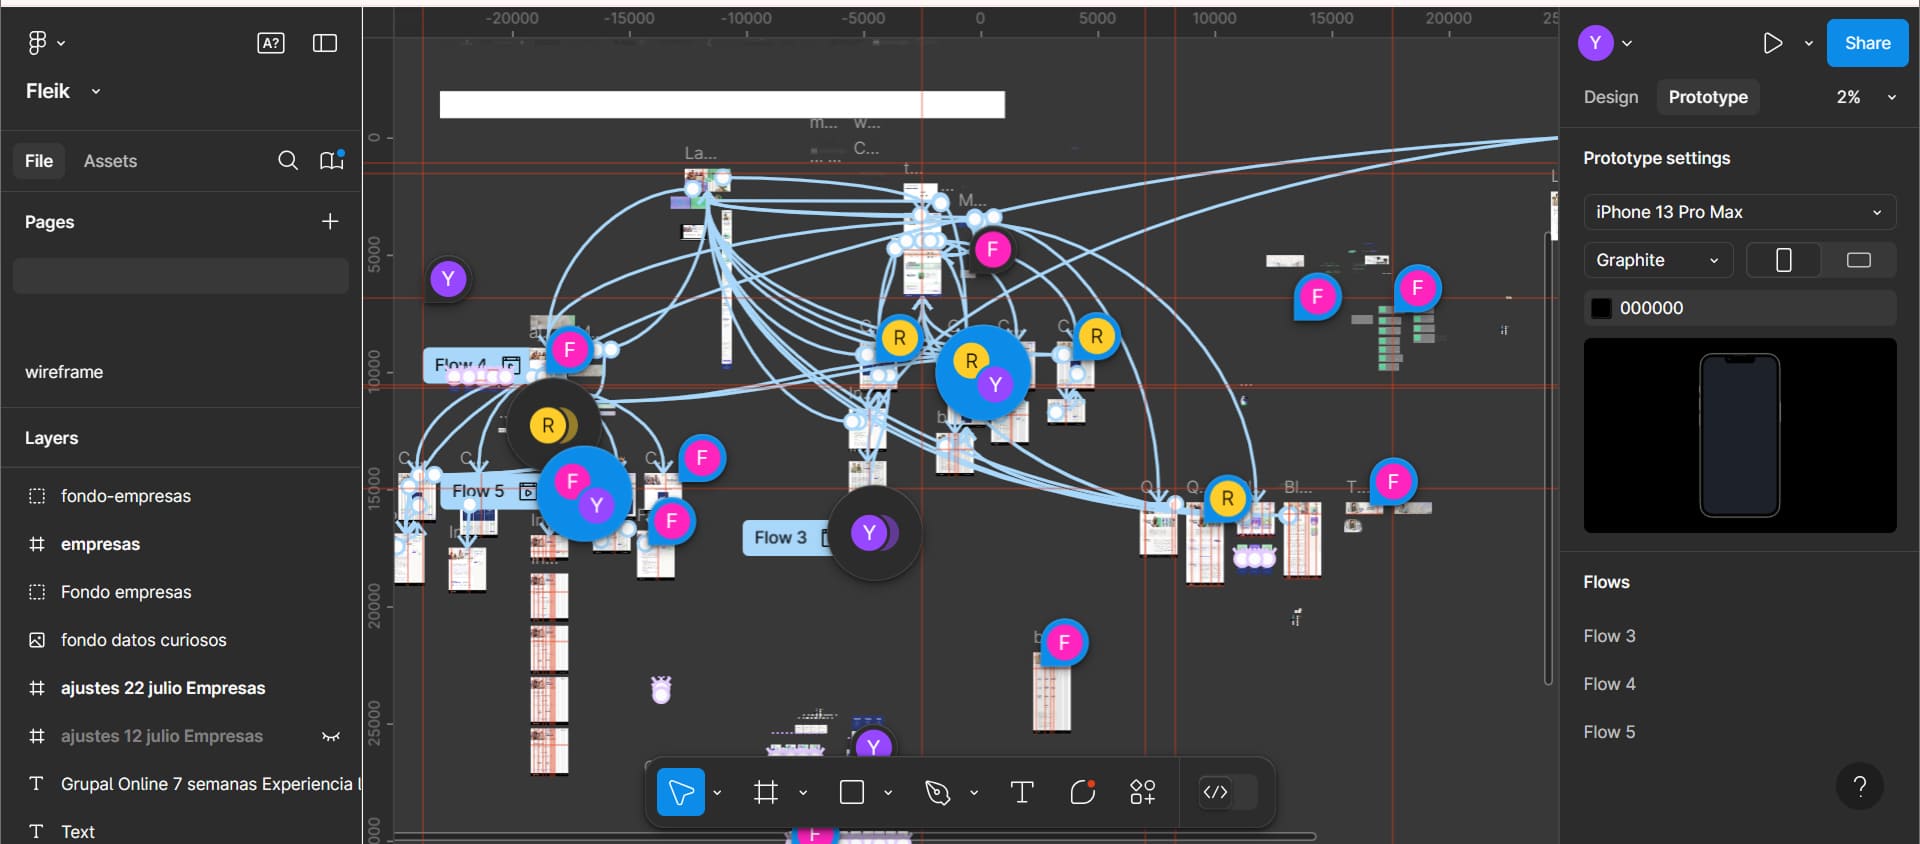 -20000 -15000 -10000 -5000 0 5000 10000 15000 20000 25
A?
Y
Share
Fleik
Design Prototype 2%
0
m... w...
C...
File Assets
La...
t...
Prototype settings
M...
Pages
iPhone 13 Pro Max
5000
F
Y
Graphite
F
F
000000
R
R
F
Flow 4
R
Y
wireframe
10000
R
Layers
C C C
F
15000
fondo-empresas
Flow 5
F
Y
Q... Q... Bl... T...
R
F
F
empresas
Flow 3
Y
Flows
Fondo empresas
20000
Flow 3
fondo datos curiosos
b
F
Flow 4
ajustes 22 julio Empresas
25000
Flow 5
ajustes 12 julio Empresas
Y
Grupal Online 7 semanas Experiencia
T
</>
?
Text
F